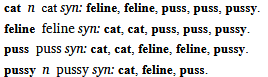 cat n cat syn: feline, feline, puss, puss, pussy.
feline feline syn: cat, cat, puss, puss, pussy.
puss puss syn: cat, cat, feline, feline, pussy.
pussy n pussy syn: cat, feline, puss.